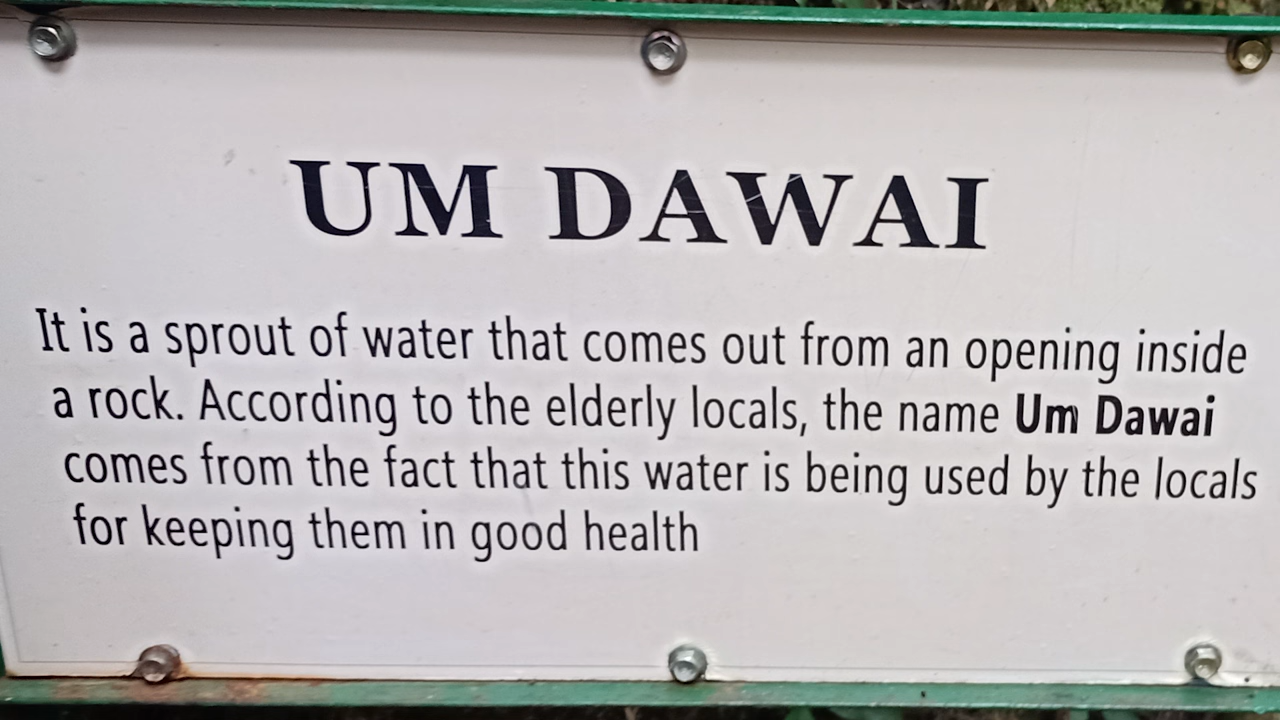 UM DAWAI
It is a sprout of water that comes out from an opening inside
a rock. According to the elderly locals, the name Um Dawai
comes from the fact that this water is being used by the locals
for keeping them in good health